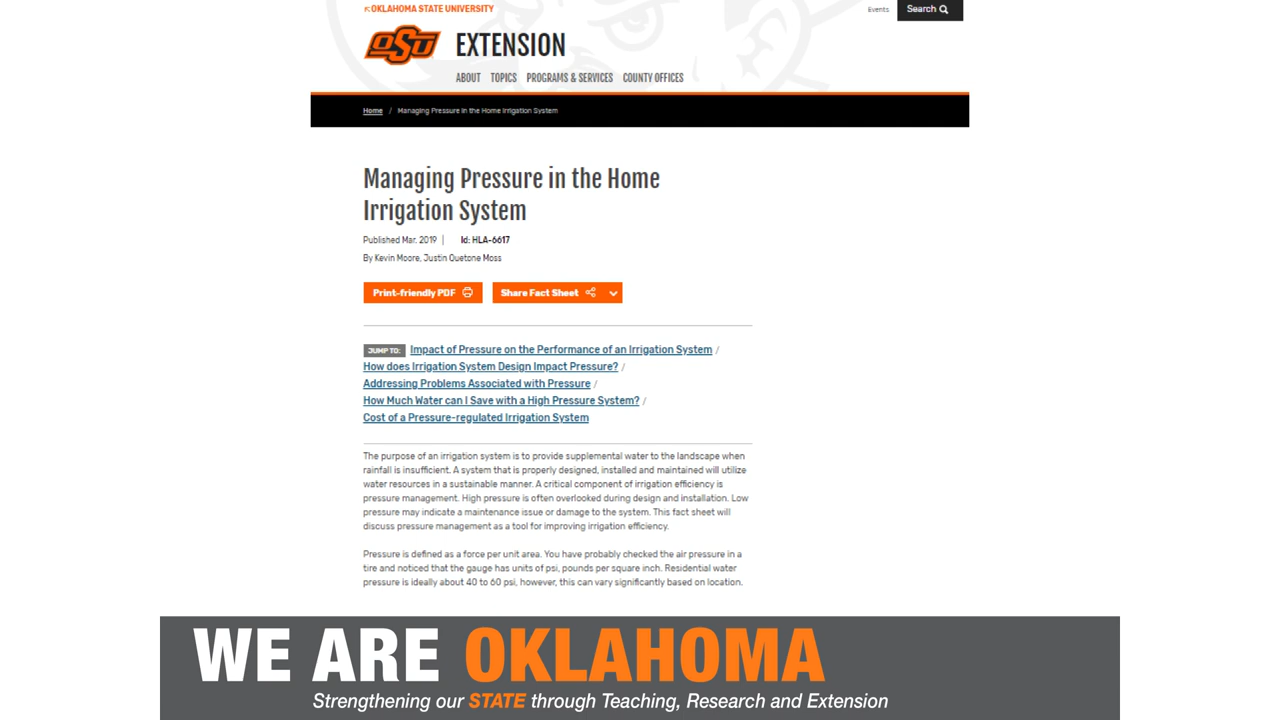 OKLAHOMA STATE UNIVERSITY
Events
Search
OSU
EXTENSION
ABOUT TOPICS PROGRAMS & SERVICES COUNTY OFFICES
Home / Managing Pressure in the Home Irrigation System
Managing Pressure in the Home
Irrigation System
Published Mar. 2019 | Id: HLA-6617
By Kevin Moore, Justin Quetone Moss
Print-friendly PDF
Share Fact Sheet
JUMP TO: Impact of Pressure on the Performance of an Irrigation System /
How does Irrigation System Design Impact Pressure? /
Addressing Problems Associated with Pressure /
How Much Water can I Save with a High Pressure System? /
Cost of a Pressure-regulated Irrigation System
The purpose of an irrigation system is to provide supplemental water to the landscape when
rainfall is insufficient. A system that is properly designed, installed and maintained will utilize
water resources in a sustainable manner. A critical component of irrigation efficiency is
pressure management. High pressure is often overlooked during design and installation. Low
pressure may indicate a maintenance issue or damage to the system. This fact sheet will
discuss pressure management as a tool for improving irrigation efficiency.
Pressure is defined as a force per unit area. You have probably checked the air pressure in a
tire and noticed that the gauge has units of psi, pounds per square inch. Residential water
pressure is ideally about 40 to 60 psi, however, this can vary significantly based on location.
WE ARE OKLAHOMA
Strengthening our STATE through Teaching, Research and Extension